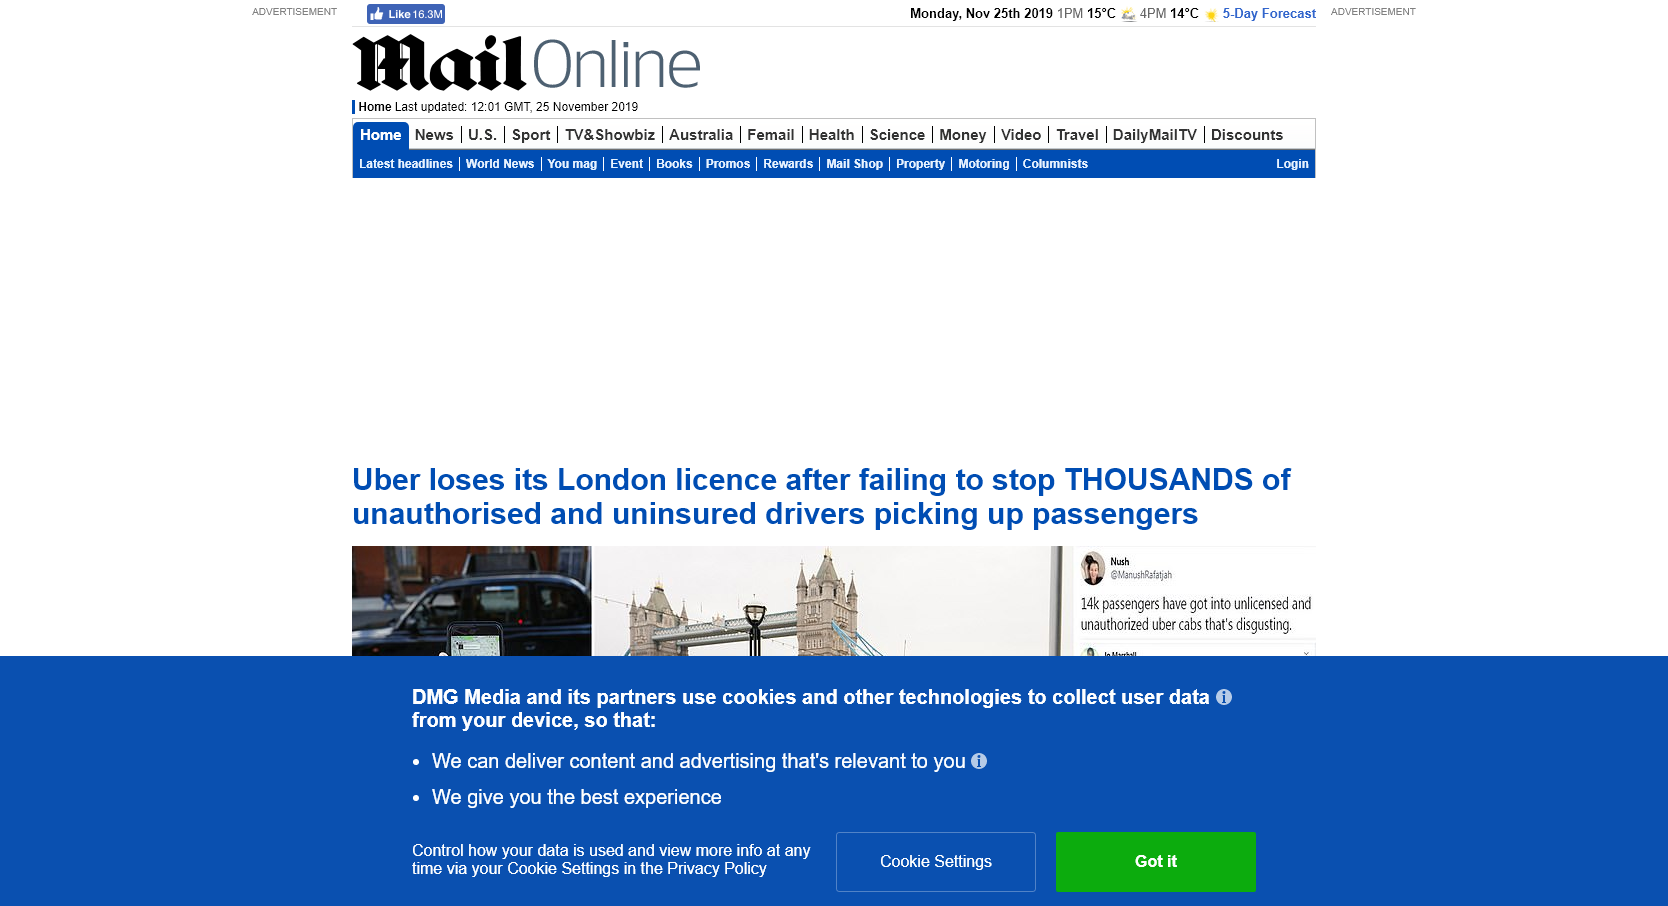 ADVERTISEMENT
Like 16.3M
Monday, Nov 25th 2019 1PM 15°C 4PM 14°C 5-Day Forecast
ADVERTISEMENT
Mail Online
Home Last updated: 12:01 GMT, 25 November 2019
Home News U.S. Sport TV&Showbiz Australia Femail Health Science Money Video Travel DailyMailTV Discounts
Latest headlines World News You mag Event Books Promos Rewards Mail Shop Property Motoring Columnists Login
Uber loses its London licence after failing to stop THOUSANDS of
unauthorised and uninsured drivers picking up passengers
Nush
@ManushRafatjah
14k passengers have got into unlicensed and
unauthorized uber cabs that's disgusting.
DMG Media and its partners use cookies and other technologies to collect user data
from your device, so that:
• We can deliver content and advertising that's relevant to you
• We give you the best experience
Control how your data is used and view more info at any
time via your Cookie Settings in the Privacy Policy
Cookie Settings
Got it